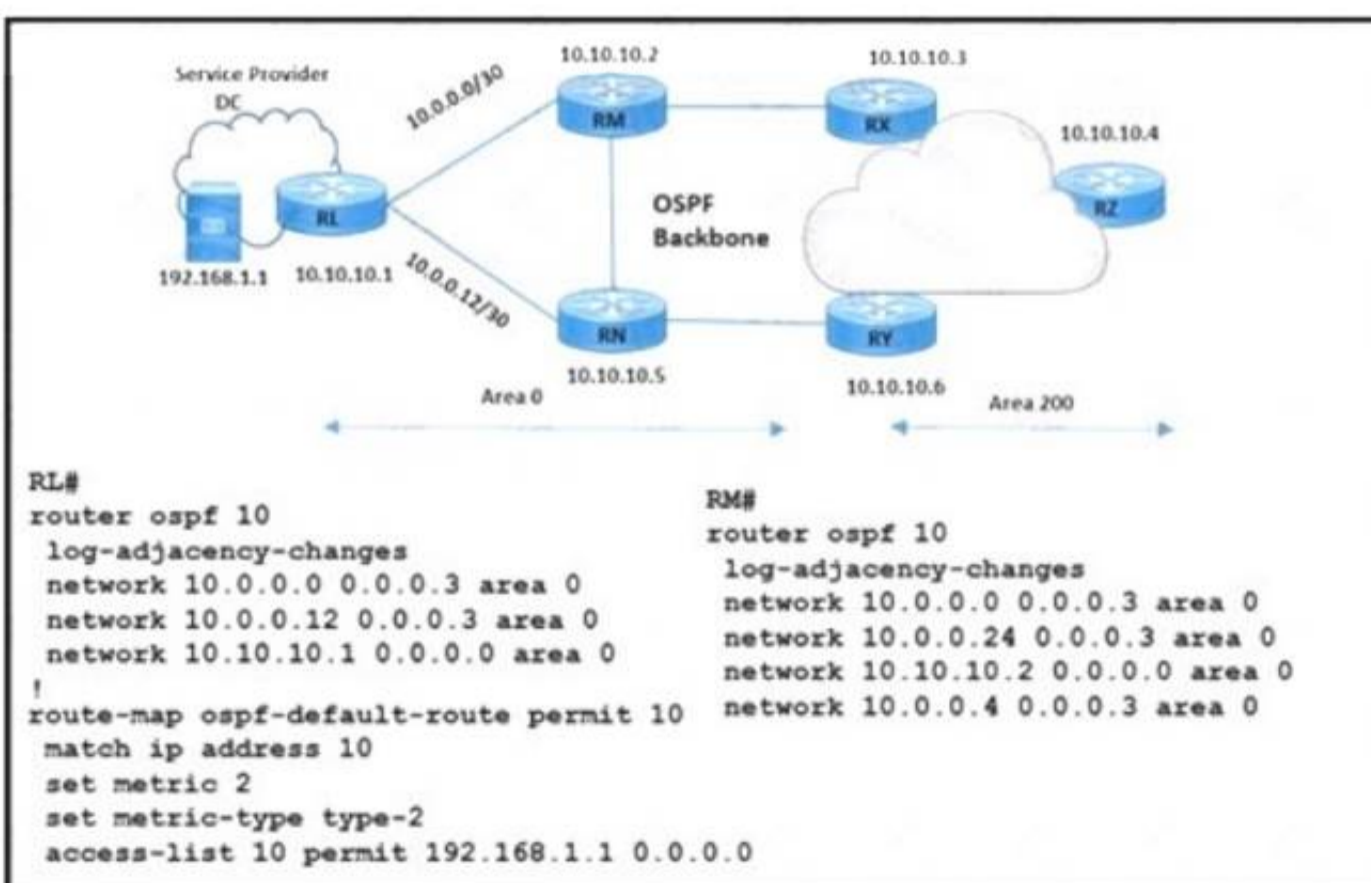 Service Provider
DC
10.0.0.0/30
10.10.10.2
10.10.10.3
RM
RX
10.10.10.4
RL
OSPF
Backbone
RZ
192.168.1.1
10.10.10.1
10.0.0.12/30
RN
RY
10.10.10.5
10.10.10.6
Area 0
Area 200
RL#
router ospf 10
log-adjacency-changes
network 10.0.0.0 0.0.0.3 area 0
network 10.0.0.12 0.0.0.3 area 0
network 10.10.10.1 0.0.0.0 area 0
!
route-map ospf-default-route permit 10
match ip address 10
set metric 2
set metric-type type-2
access-list 10 permit 192.168.1.1 0.0.0.0
RM#
router ospf 10
log-adjacency-changes
network 10.0.0.0 0.0.0.3 area 0
network 10.0.0.24 0.0.0.3 area 0
network 10.10.10.2 0.0.0.0 area 0
network 10.0.0.4 0.0.0.3 area 0